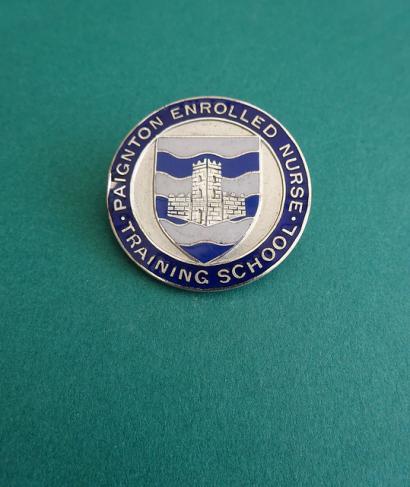 PAIGNTON ENROLLED NURSE
· TRAINING SCHOOL ·